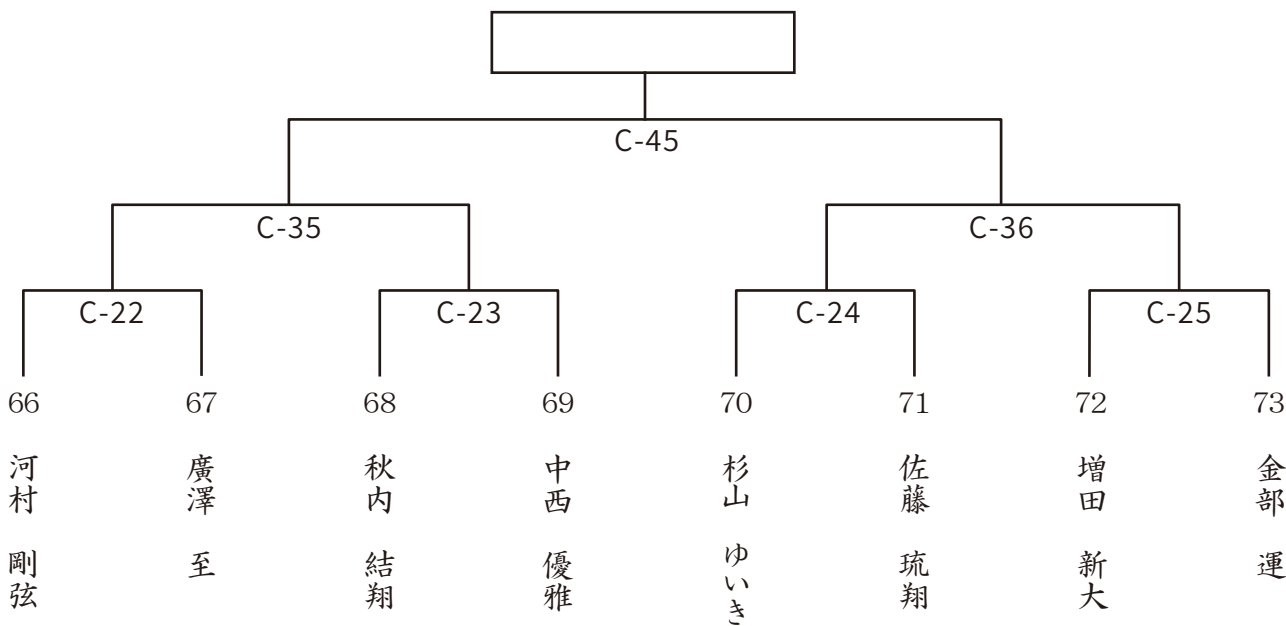 C-45
C-35
C-36
C-22
C-23
C-24
C-25
66
67
68
69
70
71
72
73
河村 剛弦
廣澤 至
秋内 結翔
中西 優雅
杉山 ゆいき
佐藤 琉翔
増田 新大
金部 運